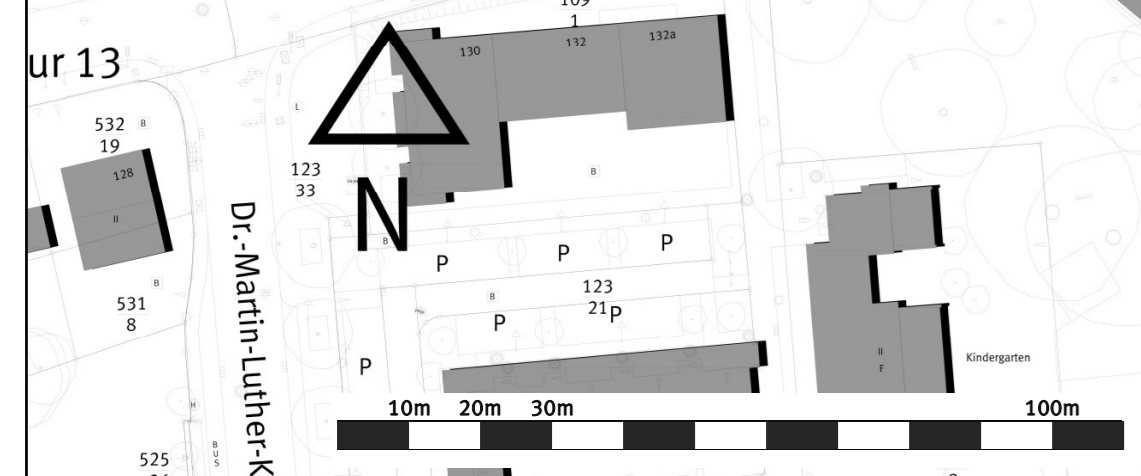 109
1
130
132
132a
ur 13
532
19
B
128
II
L
123
33
B
N
B
P
P
P
123
21
P
B
P
P
B
531
8
Dr.-Martin-Luther-K
II
F
Kindergarten
H
BUS
10m 20m 30m 100m
525